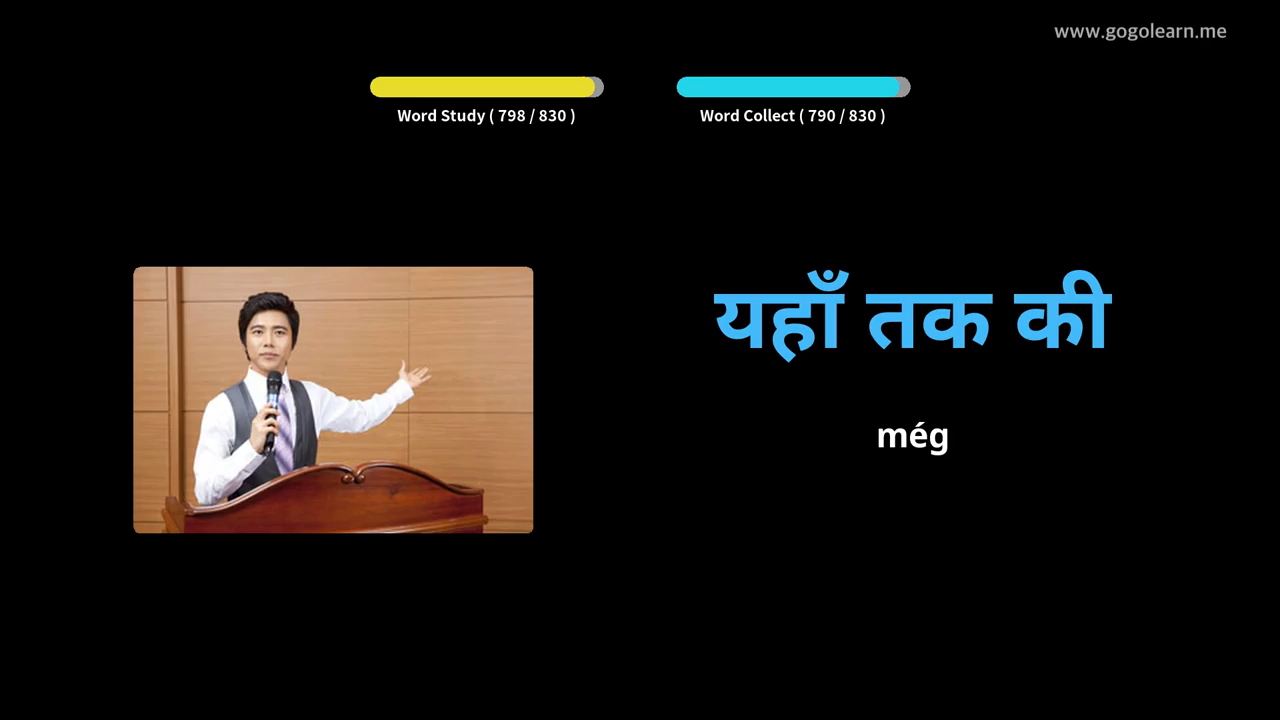 www.gogolearn.me
Word Study ( 798 / 830 )
Word Collect ( 790 / 830 )
यहाँ तक की
még